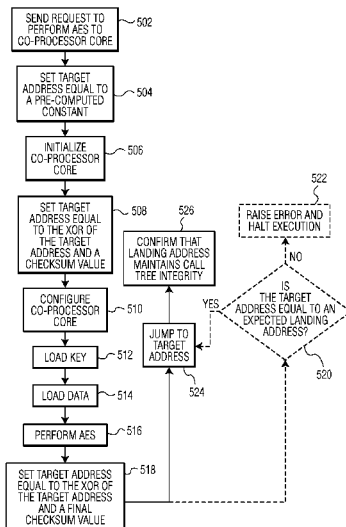 SEND REQUEST TO
PERFORM AES TO
CO-PROCESSOR CORE
502
SET TARGET
ADDRESS EQUAL TO
A PRE-COMPUTED
CONSTANT
504
INITIALIZE
CO-PROCESSOR
CORE
506
SET TARGET
ADDRESS EQUAL
TO THE XOR OF
THE TARGET
ADDRESS AND A
CHECKSUM VALUE
508
CONFIGURE
CO-PROCESSOR
CORE
510
LOAD KEY
512
LOAD DATA
514
PERFORM AES
516
SET TARGET ADDRESS
EQUAL TO THE XOR OF
THE TARGET ADDRESS
AND A FINAL
CHECKSUM VALUE
518
526
CONFIRM THAT
LANDING ADDRESS
MAINTAINS CALL
TREE INTEGRITY
JUMP TO
TARGET
ADDRESS
524
522
RAISE ERROR AND
HALT EXECUTION
NO
YES
IS
THE TARGET
ADDRESS EQUAL TO AN
EXPECTED LANDING
ADDRESS?
520